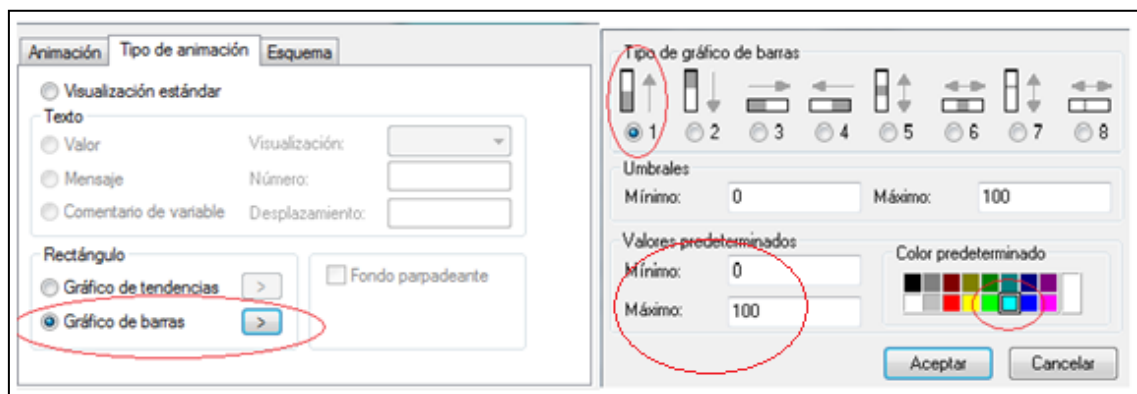 Animación Tipo de animación Esquema
Visualización estándar
Texto
Valor Visualización:
Mensaje Número:
Comentario de variable Desplazamiento:
Rectángulo
Gráfico de tendencias >
Fondo parpadeante
Gráfico de barras >
Tipo de gráfico de barras
1 2 3 4 5 6 7 8
Umbrales
Mínimo: 0 Máximo: 100
Valores predeterminados
Mínimo: 0
Máximo: 100
Color predeterminado
Aceptar Cancelar